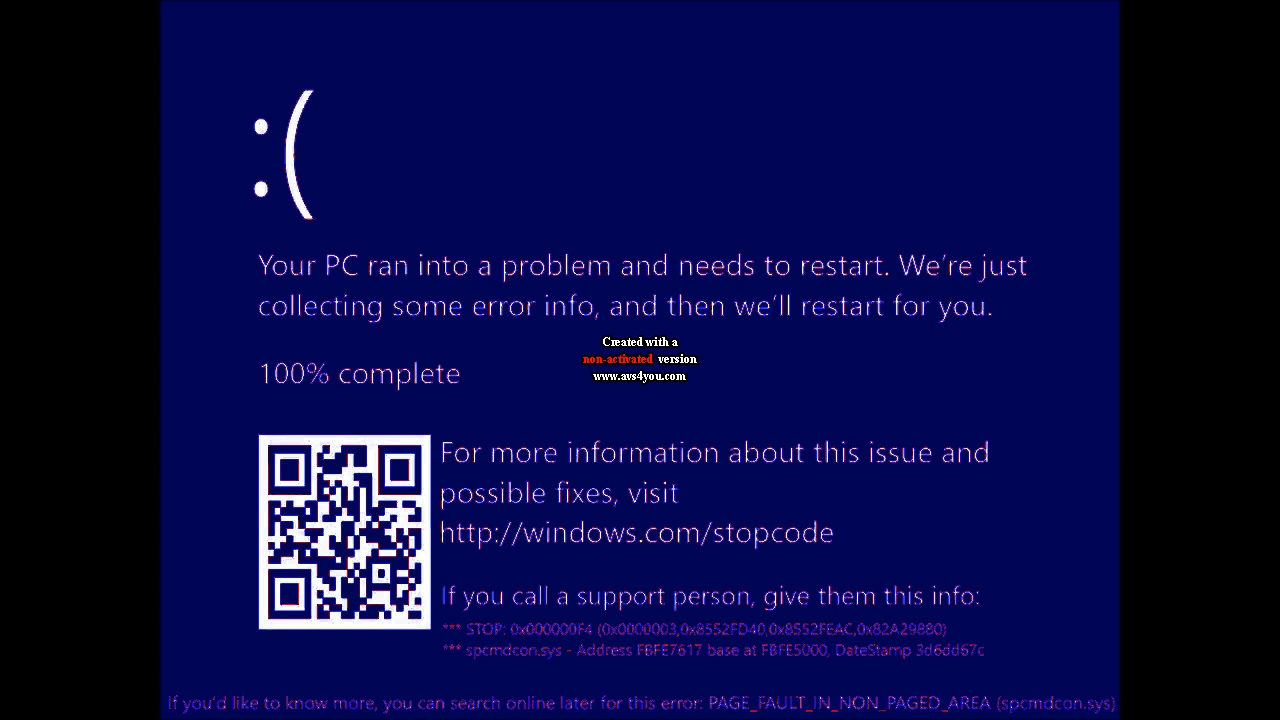 :(
Your PC ran into a problem and needs to restart. We’re just
collecting some error info, and then we’ll restart for you.
Created with a
non-activated version
www.avs4you.com
100% complete
For more information about this issue and
possible fixes, visit
http://windows.com/stopcode
If you call a support person, give them this info:
*** STOP: 0x000000F4 (0x0000003,0x8552FD40,0x8552FEAC,0x82A29880)
*** spcmdcon.sys - Address FBFE7617 base at FBFE5000, DateStamp 3d6dd67c
If you’d like to know more, you can search online later for this error: PAGE_FAULT_IN_NON_PAGED_AREA (spcmdcon.sys)